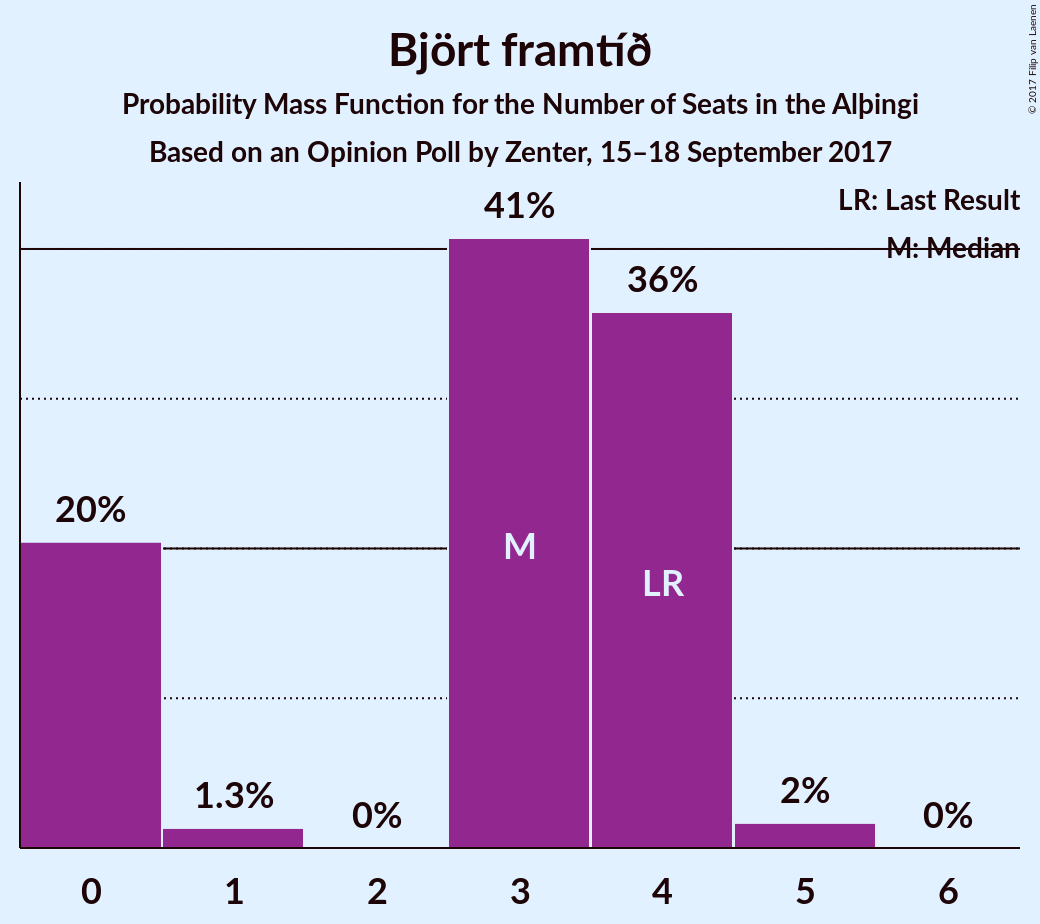 Björt framtíð
Probability Mass Function for the Number of Seats in the Alþingi
Based on an Opinion Poll by Zenter, 15–18 September 2017
© 2017 Filip van Laenen
LR: Last Result
M: Median
41%
36%
20%
M
LR
1.3%
0%
2%
0%
0 1 2 3 4 5 6